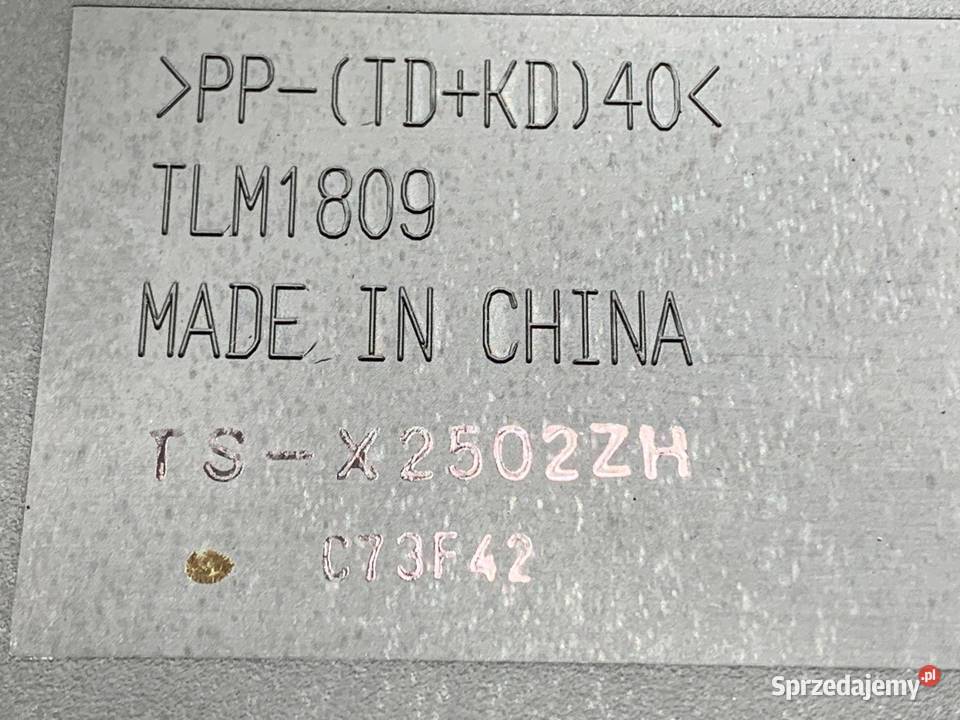 >PP-(TD+KD)40<
TLM1809
MADE IN CHINA
TS-X2502ZH
C73F42
Sprzedajemy.pl